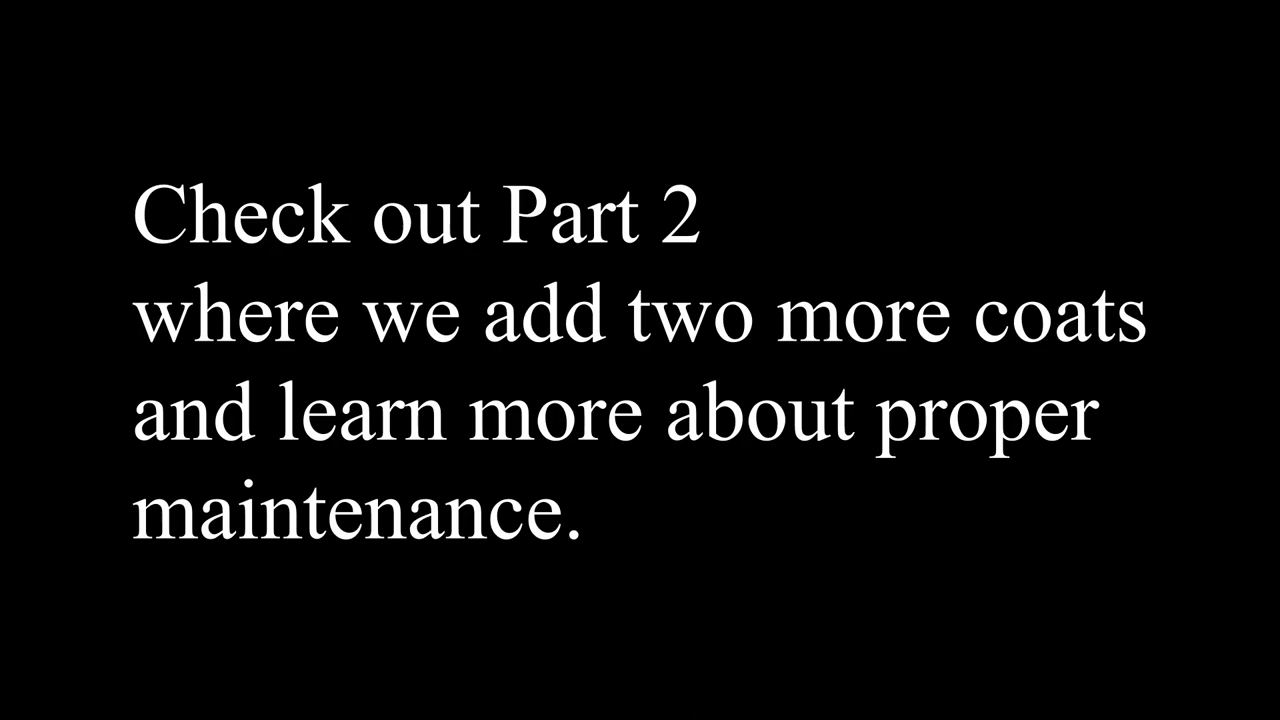 Check out Part 2
where we add two more coats
and learn more about proper
maintenance.